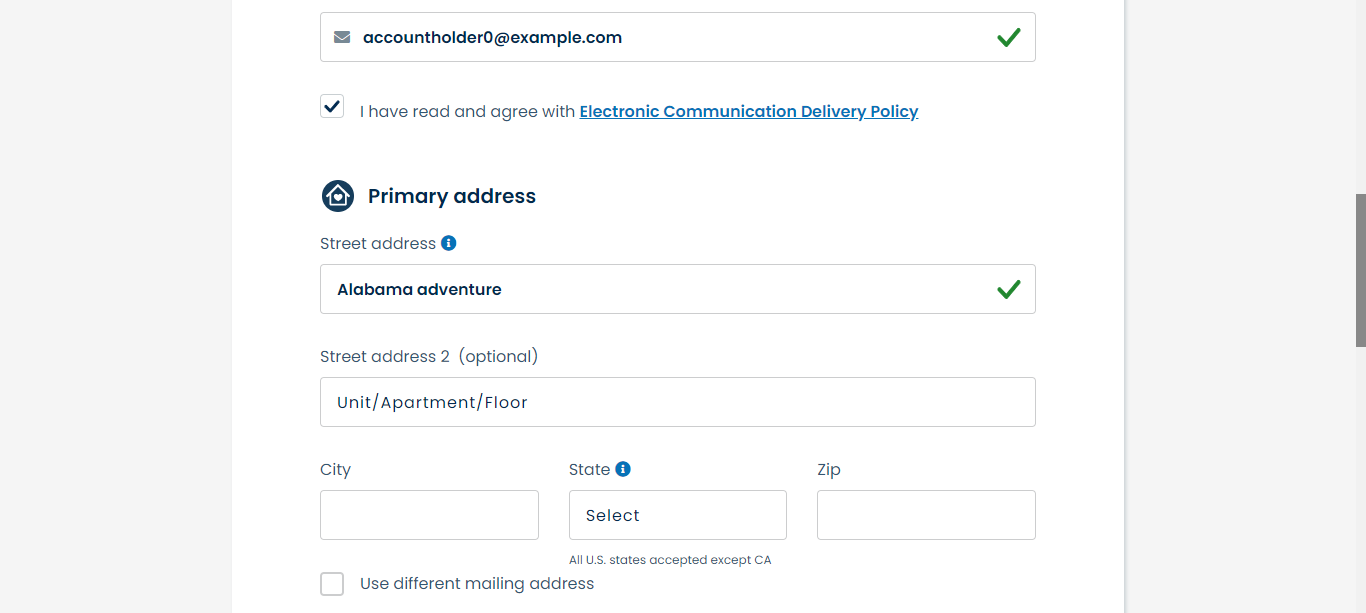 accountholder0@example.com
I have read and agree with Electronic Communication Delivery Policy
Primary address
Street address
Alabama adventure
Street address 2 (optional)
Unit/Apartment/Floor
City State Zip
Select
All U.S. states accepted except CA
Use different mailing address